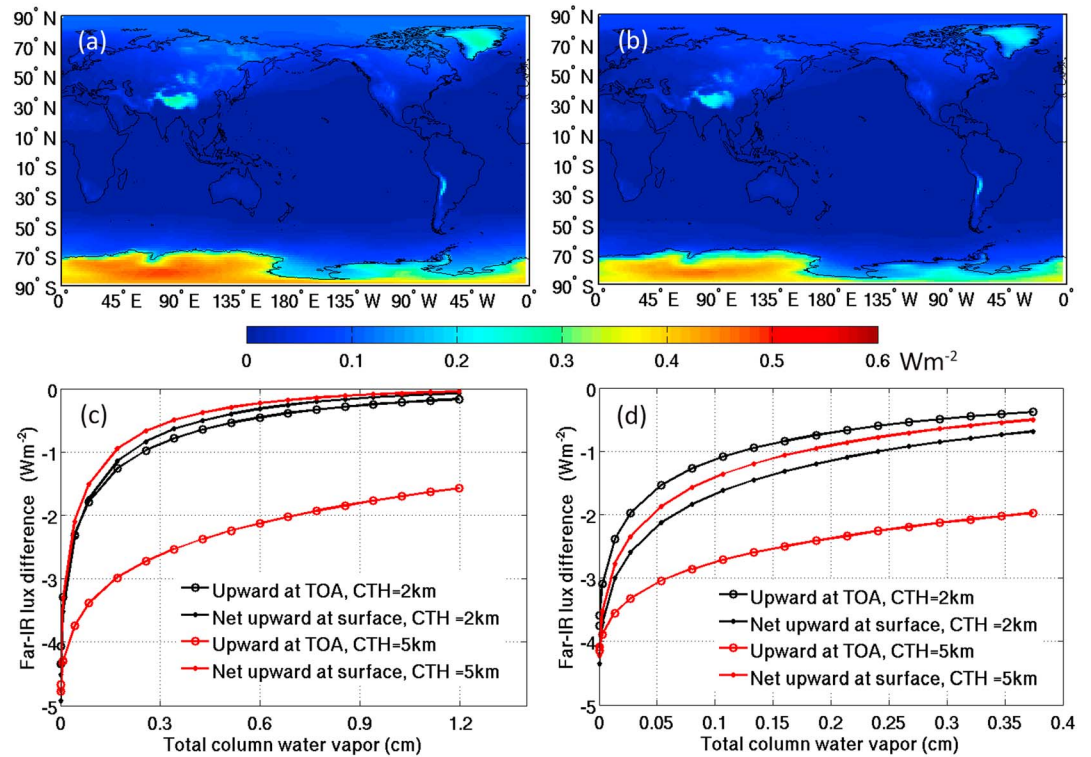 90° N
70° N
50° N
30° N
10° N
10° S
30° S
50° S
70° S
90° S
(a)
0° 45° E 90° E 135° E 180° E 135° W 90° W 45° W 0°
90° N
70° N
50° N
30° N
10° N
10° S
30° S
50° S
70° S
90° S
(b)
0° 45° E 90° E 135° E 180° E 135° W 90° W 45° W 0°
0 0.1 0.2 0.3 0.4 0.5 0.6 Wm-2
Far-IR lux difference (Wm-2)
0
-1
-2
-3
-4
-5
(c)
Upward at TOA, CTH=2km
Net upward at surface, CTH =2km
Upward at TOA, CTH=5km
Net upward at surface, CTH =5km
0 0.3 0.6 0.9 1.2
Total column water vapor (cm)
Far-IR lux difference (Wm-2)
0
-1
-2
-3
-4
-5
(d)
Upward at TOA, CTH=2km
Net upward at surface, CTH =2km
Upward at TOA, CTH=5km
Net upward at surface, CTH =5km
0 0.05 0.1 0.15 0.2 0.25 0.3 0.35 0.4
Total column water vapor (cm)